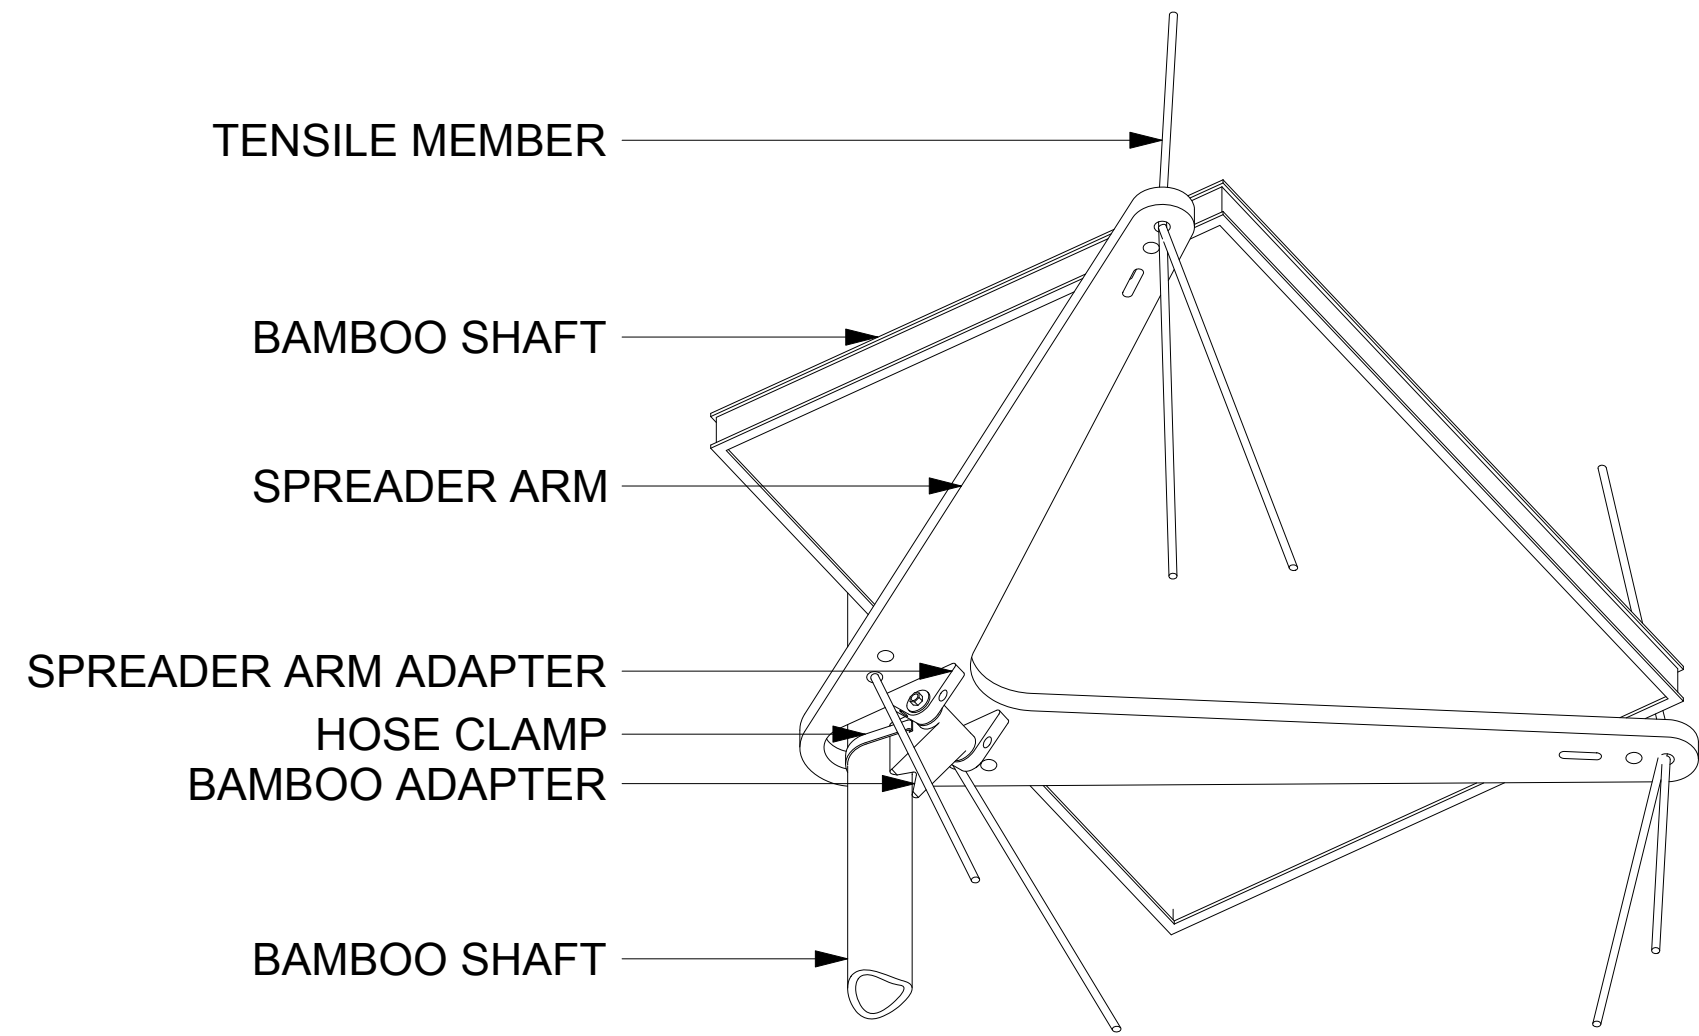 TENSILE MEMBER
BAMBOO SHAFT
SPREADER ARM
SPREADER ARM ADAPTER
HOSE CLAMP
BAMBOO ADAPTER
BAMBOO SHAFT